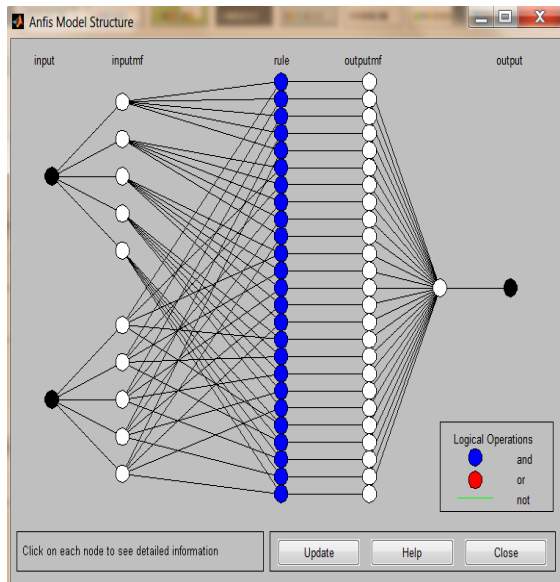 Anfis Model Structure
input inputmf rule outputmf output
Logical Operations
and
or
not
Click on each node to see detailed information
Update Help Close